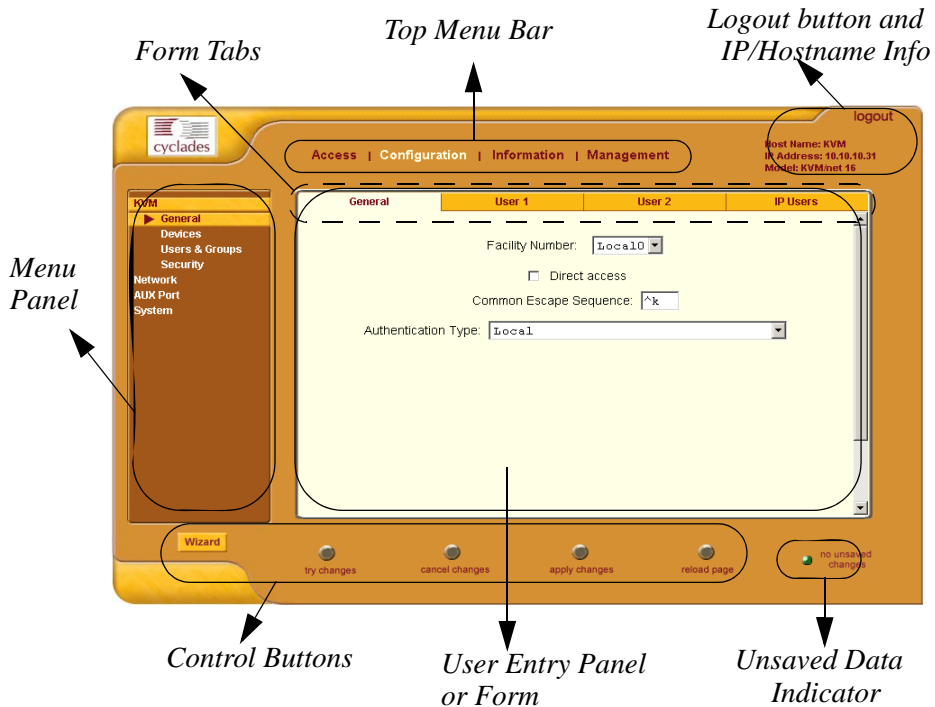 Logout button and
IP/Hostname Info
Top Menu Bar
Form Tabs
logout
cyclades
Host Name: KVM
IP Address: 10.10.10.31
Model: KVM/net 16
Access | Configuration | Information | Management
KVM
General
Devices
Users & Groups
Security
Network
AUX Port
System
General User 1 User 2 IP Users
Facility Number: Local0
Direct access
Common Escape Sequence: ^k
Authentication Type: Local
Menu
Panel
Wizard
try changes cancel changes apply changes reload page
no unsaved
changes
Control Buttons
User Entry Panel
or Form
Unsaved Data
Indicator